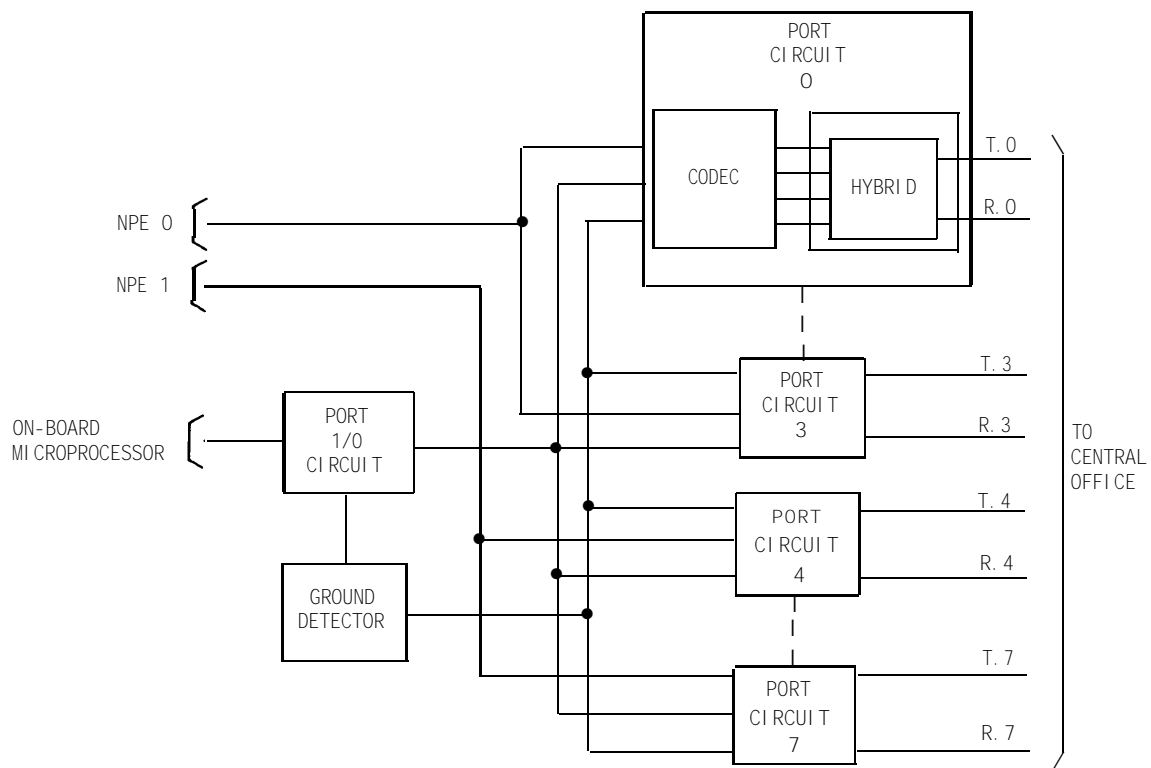 PORT
CIRCUIT
0
CODEC
HYBRID
T.0
R.0
NPE 0
NPE 1
PORT
CIRCUIT
3
T.3
R.3
ON-BOARD
MICROPROCESSOR
PORT
1/0
CIRCUIT
TO
CENTRAL
OFFICE
PORT
CIRCUIT
4
T.4
R.4
GROUND
DETECTOR
PORT
CIRCUIT
7
T.7
R.7